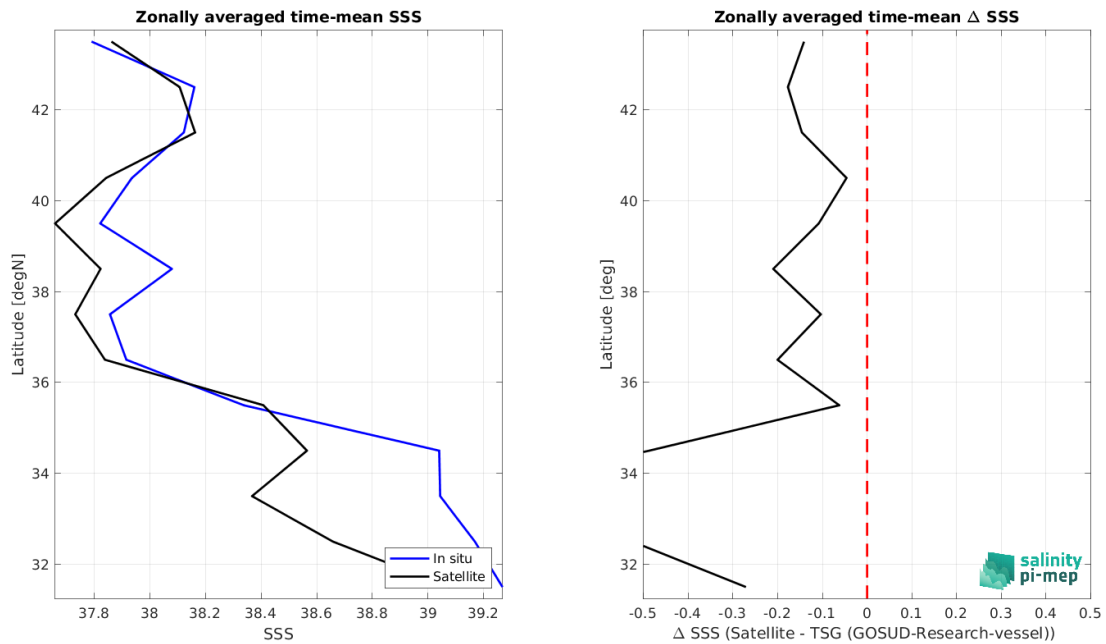 Zonally averaged time-mean SSS
Latitude [degN]
42
40
38
36
34
32
37.8 38 38.2 38.4 38.6 38.8 39 39.2
SSS
In situ
Satellite
Zonally averaged time-mean Δ SSS
Latitude [deg]
42
40
38
36
34
32
-0.5 -0.4 -0.3 -0.2 -0.1 0 0.1 0.2 0.3 0.4 0.5
Δ SSS (Satellite - TSG (GOSUD-Research-vessel))
salinity
pi-mep